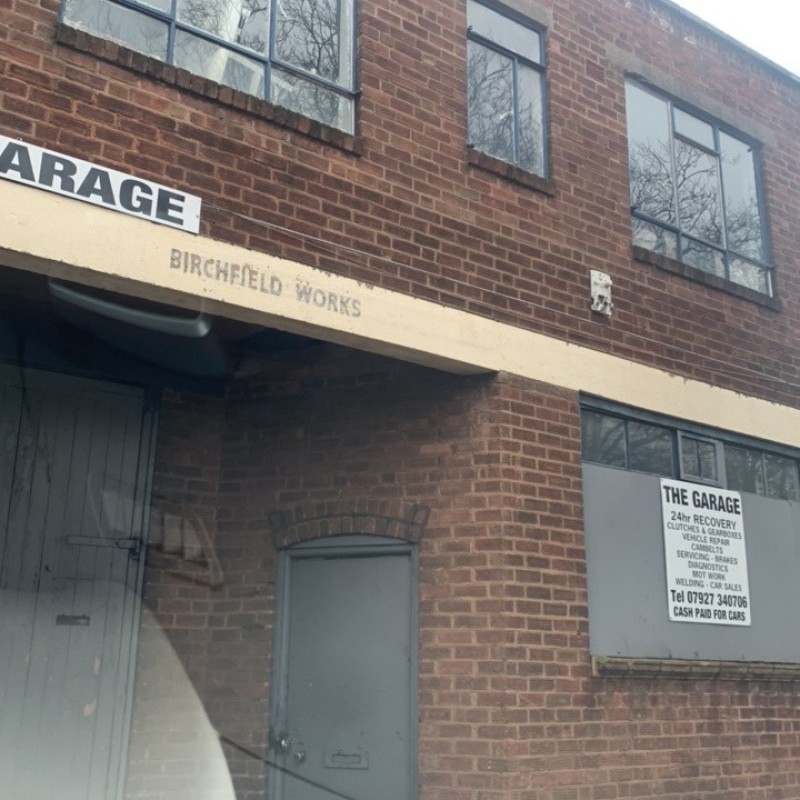 ARAGE
BIRCHFIELD WORKS
THE GARAGE
24hr RECOVERY
CLUTCHES & GEARBOXES
VEHICLE REPAIR
CAMBELTS
SERVICING - BRAKES
DIAGNOSTICS
MOT WORK
WELDING - CAR SALES
Tel 07927 340706
CASH PAID FOR CARS